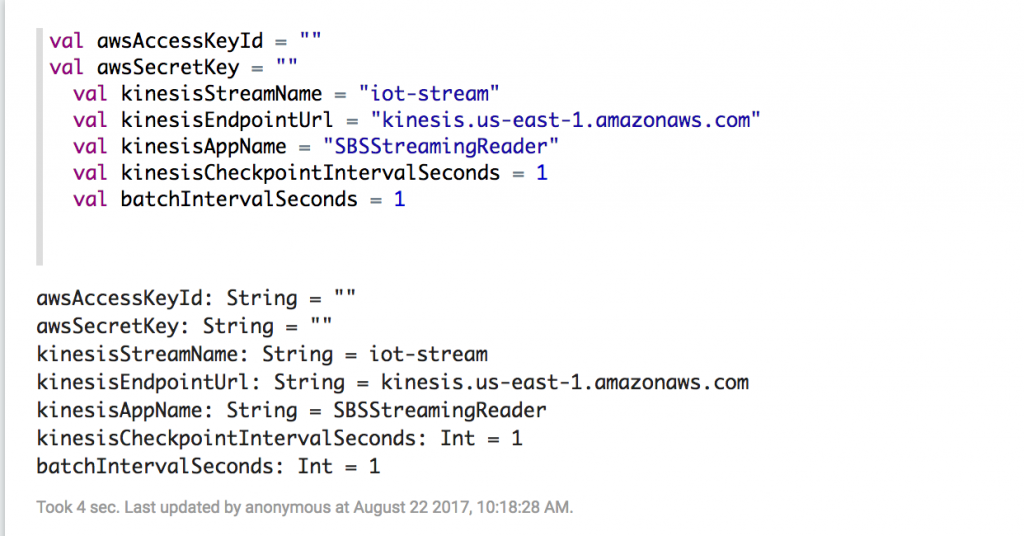 val awsAccessKeyId = ""
val awsSecretKey = ""
val kinesisStreamName = "iot-stream"
val kinesisEndpointUrl = "kinesis.us-east-1.amazonaws.com"
val kinesisAppName = "SBSStreamingReader"
val kinesisCheckpointIntervalSeconds = 1
val batchIntervalSeconds = 1
awsAccessKeyId: String = ""
awsSecretKey: String = ""
kinesisStreamName: String = iot-stream
kinesisEndpointUrl: String = kinesis.us-east-1.amazonaws.com
kinesisAppName: String = SBSStreamingReader
kinesisCheckpointIntervalSeconds: Int = 1
batchIntervalSeconds: Int = 1
Took 4 sec. Last updated by anonymous at August 22 2017, 10:18:28 AM.